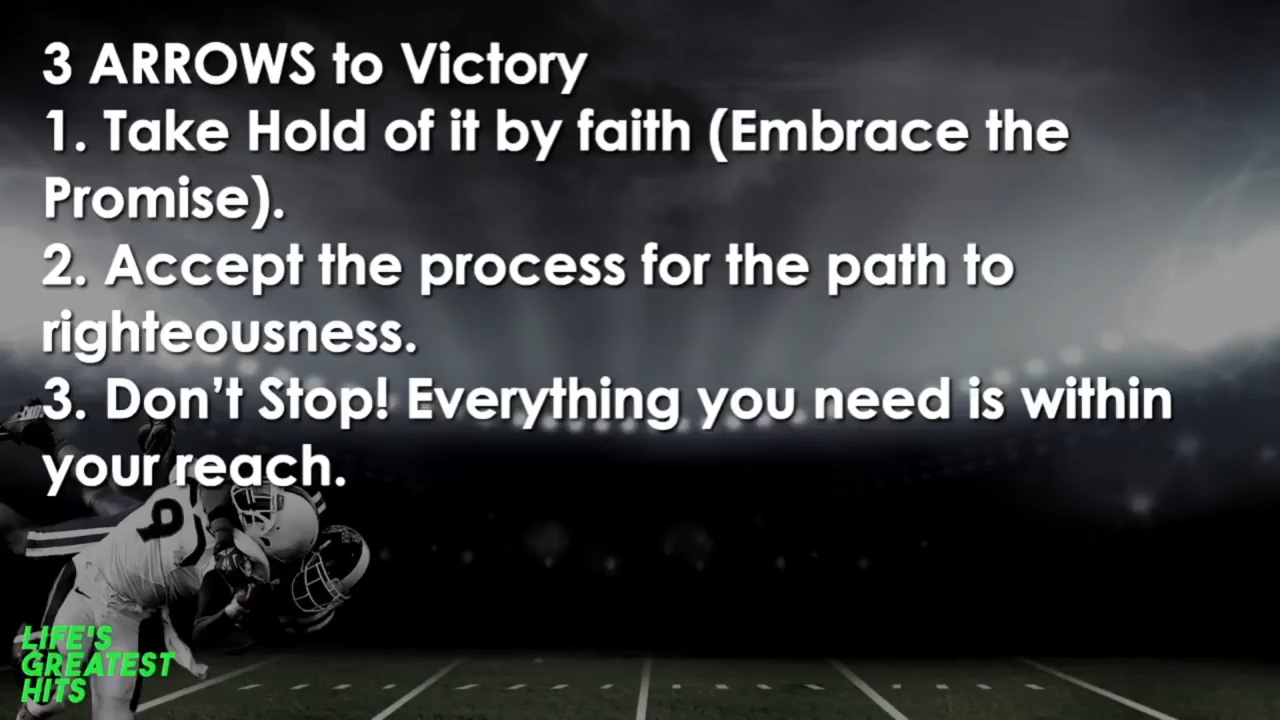 3 ARROWS to Victory
1. Take Hold of it by faith (Embrace the
Promise).
2. Accept the process for the path to
righteousness.
3. Don’t Stop! Everything you need is within
your reach.
9
LIFE'S
GREATEST
HITS